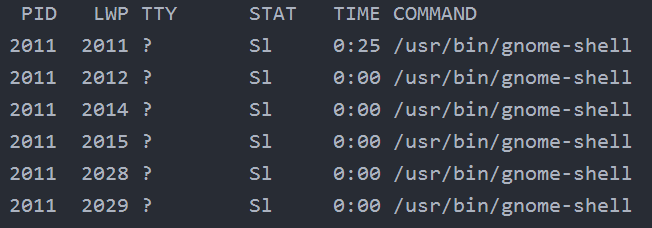 PID LWP TTY STAT TIME COMMAND
2011 2011 ? Sl 0:25 /usr/bin/gnome-shell
2011 2012 ? Sl 0:00 /usr/bin/gnome-shell
2011 2014 ? Sl 0:00 /usr/bin/gnome-shell
2011 2015 ? Sl 0:00 /usr/bin/gnome-shell
2011 2028 ? Sl 0:00 /usr/bin/gnome-shell
2011 2029 ? Sl 0:00 /usr/bin/gnome-shell